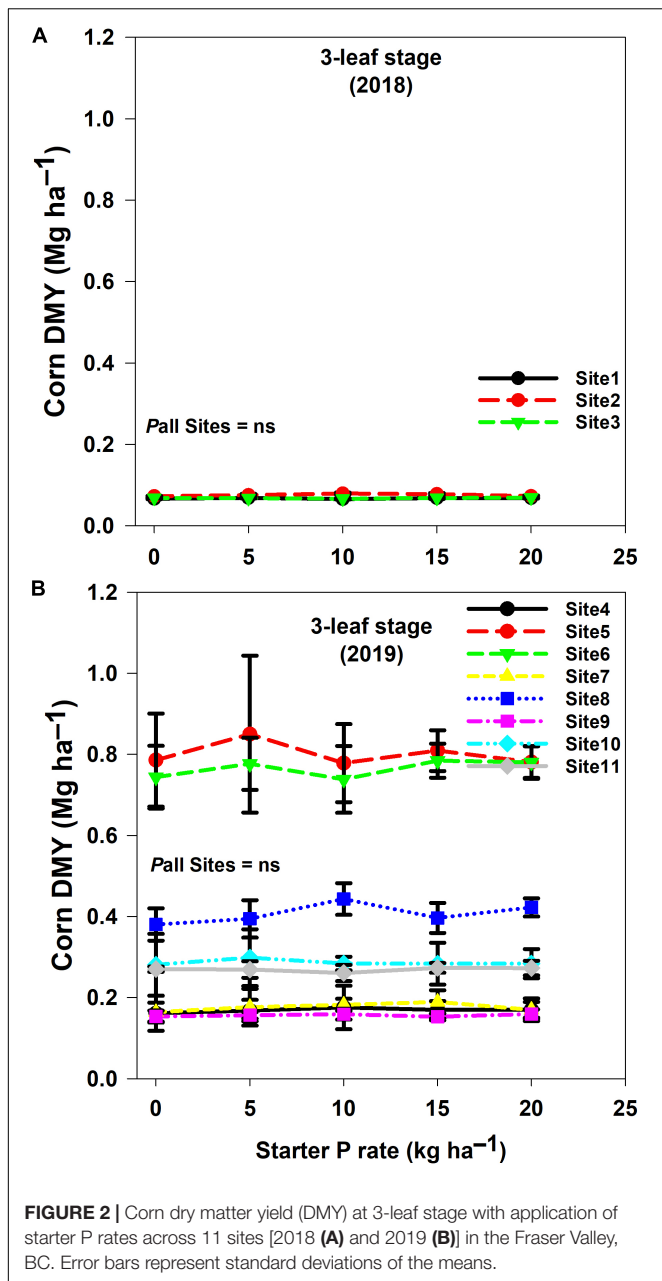 A
3-leaf stage
(2018)
Corn DMY (Mg ha⁻¹)
1.2
1.0
0.8
0.6
0.4
0.2
0.0
Site1
Site2
Site3
Pall Sites = ns
0 5 10 15 20 25
B
3-leaf stage
(2019)
Corn DMY (Mg ha⁻¹)
1.2
1.0
0.8
0.6
0.4
0.2
0.0
Site4
Site5
Site6
Site7
Site8
Site9
Site10
Site11
Pall Sites = ns
0 5 10 15 20 25
Starter P rate (kg ha⁻¹)
FIGURE 2 | Corn dry matter yield (DMY) at 3-leaf stage with application of
starter P rates across 11 sites [2018 (A) and 2019 (B)] in the Fraser Valley,
BC. Error bars represent standard deviations of the means.